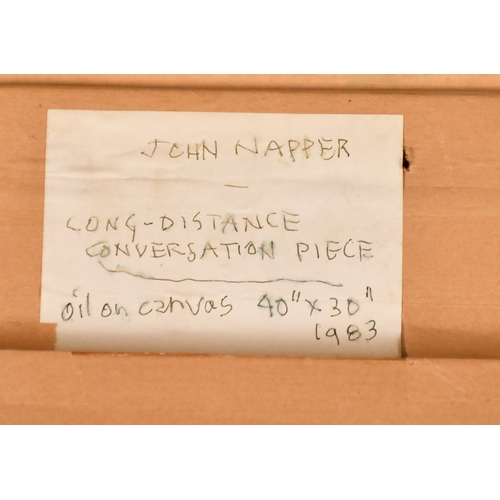 JOHN NAPPER
—
LONG-DISTANCE
CONVERSATION PIECE
oil on canvas 40" x 30"
1983